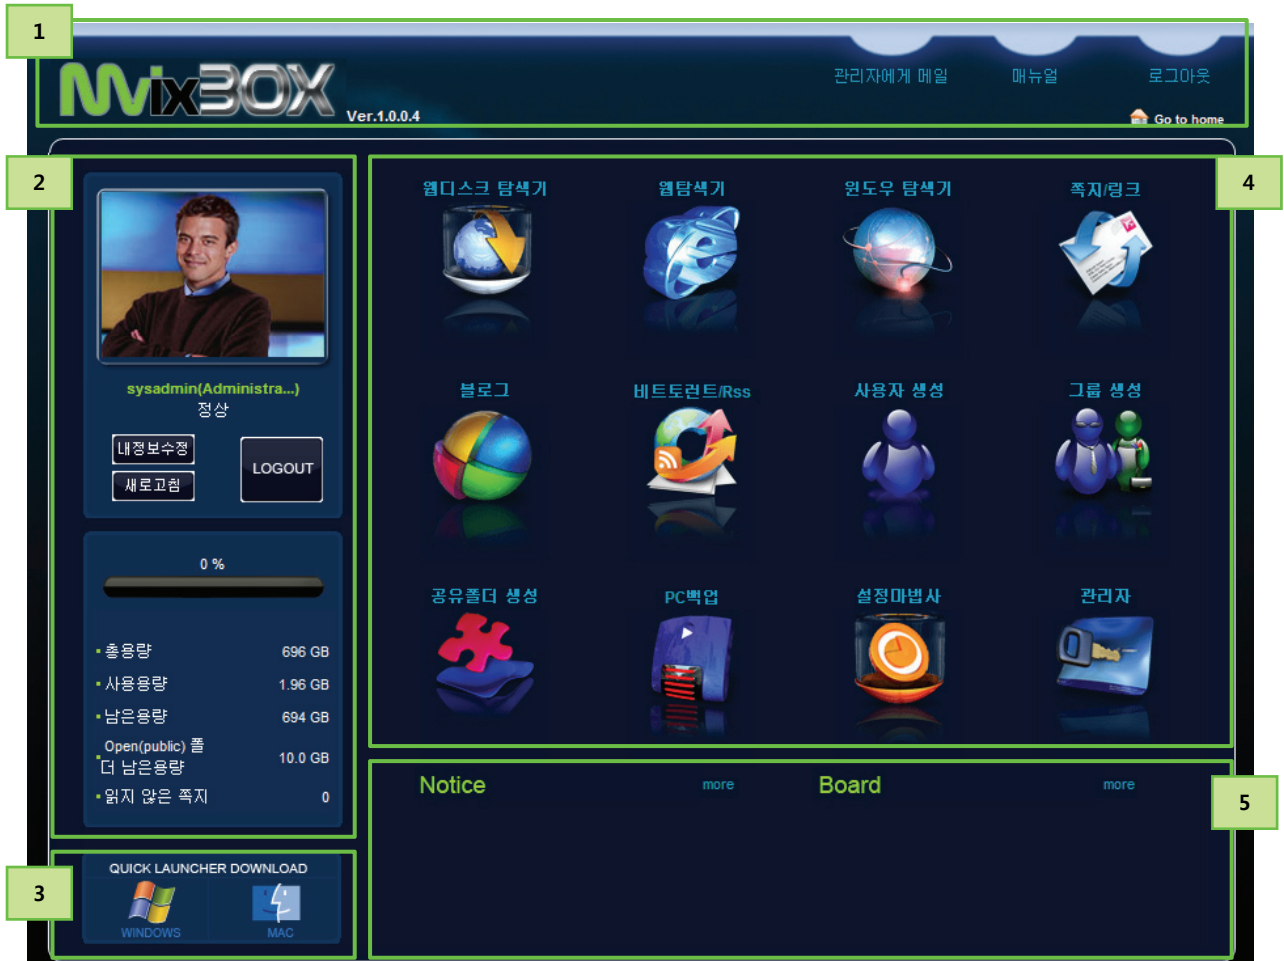 1
MixBOX
Ver.1.0.0.4
관리자에게 메일
매뉴얼
로그아웃
Go to home
2
sysadmin(Administra...)
정상
내정보수정
새로고침
LOGOUT
0 %
총용량 696 GB
사용용량 1.96 GB
남은용량 694 GB
Open(public) 폴
더 남은용량 10.0 GB
읽지 않은 쪽지 0
3
QUICK LAUNCHER DOWNLOAD
WINDOWS MAC
4
웹디스크 탐색기 웹탐색기 윈도우 탐색기 쪽지/링크
블로그 비트토런트/Rss 사용자 생성 그룹 생성
공유폴더 생성 PC백업 설정마법사 관리자
5
Notice more Board more